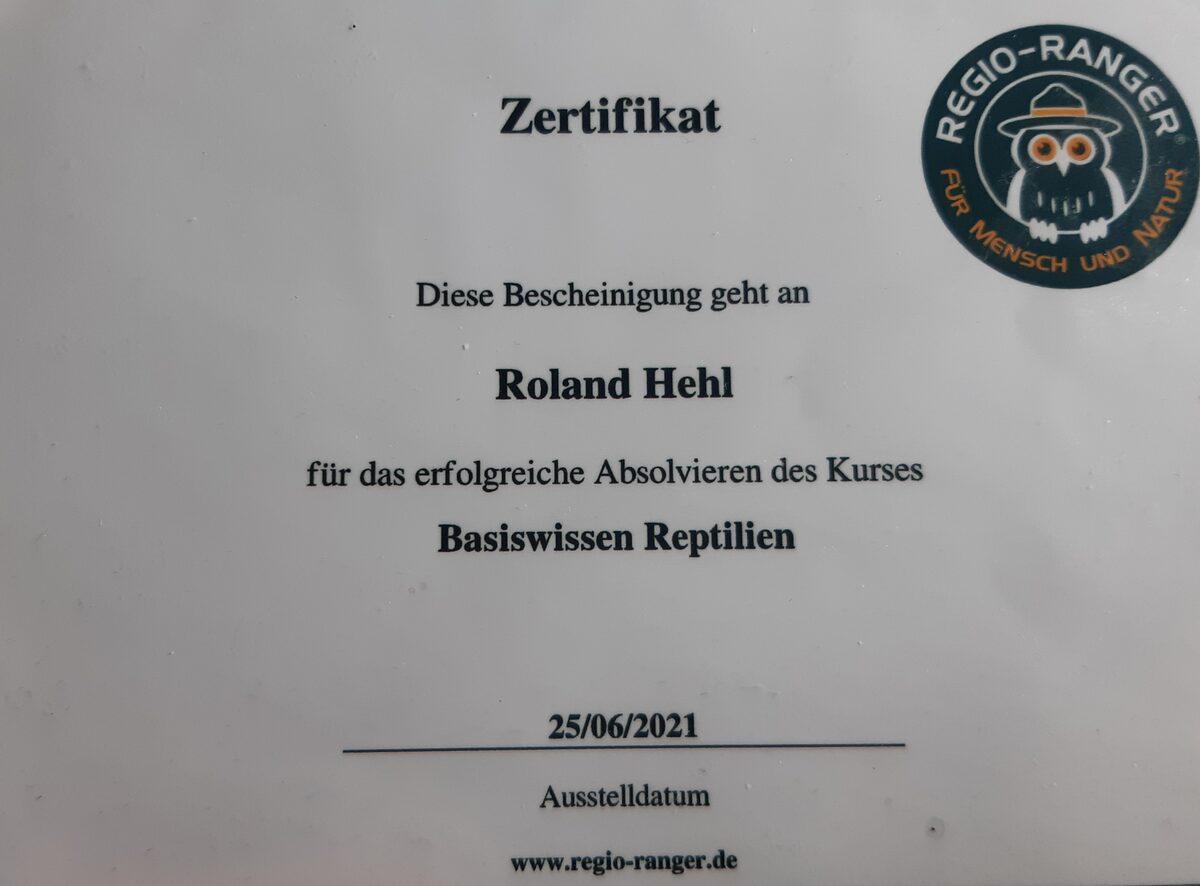 Zertifikat
REGIO-RANGER®
FÜR MENSCH UND NATUR
Diese Bescheinigung geht an
Roland Hehl
für das erfolgreiche Absolvieren des Kurses
Basiswissen Reptilien
25/06/2021
Ausstelldatum
www.regio-ranger.de